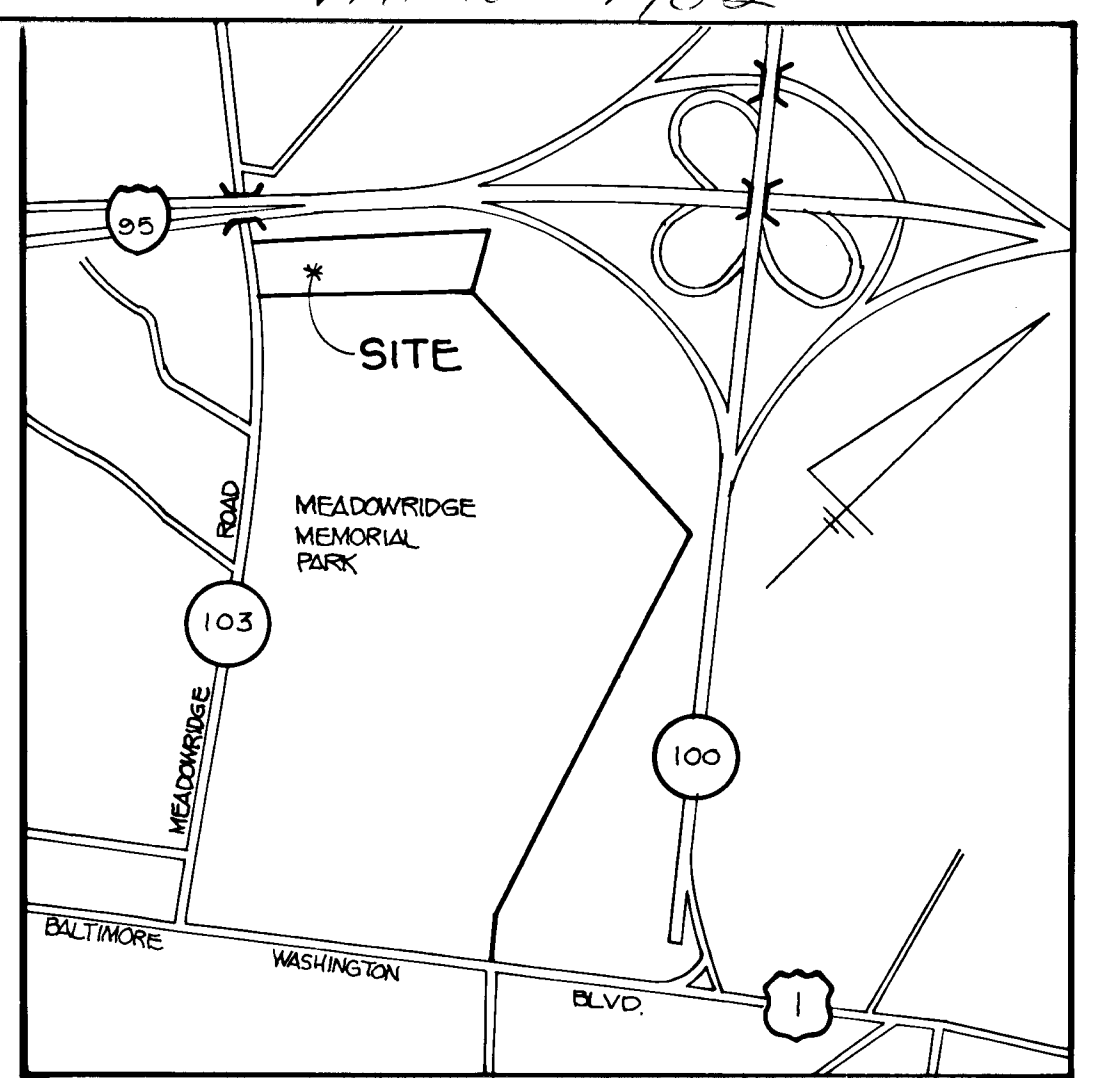 95
SITE
MEADOWRIDGE
MEMORIAL
PARK
ROAD
103
MEADOWRIDGE
100
BALTIMORE
WASHINGTON
BLVD.
1